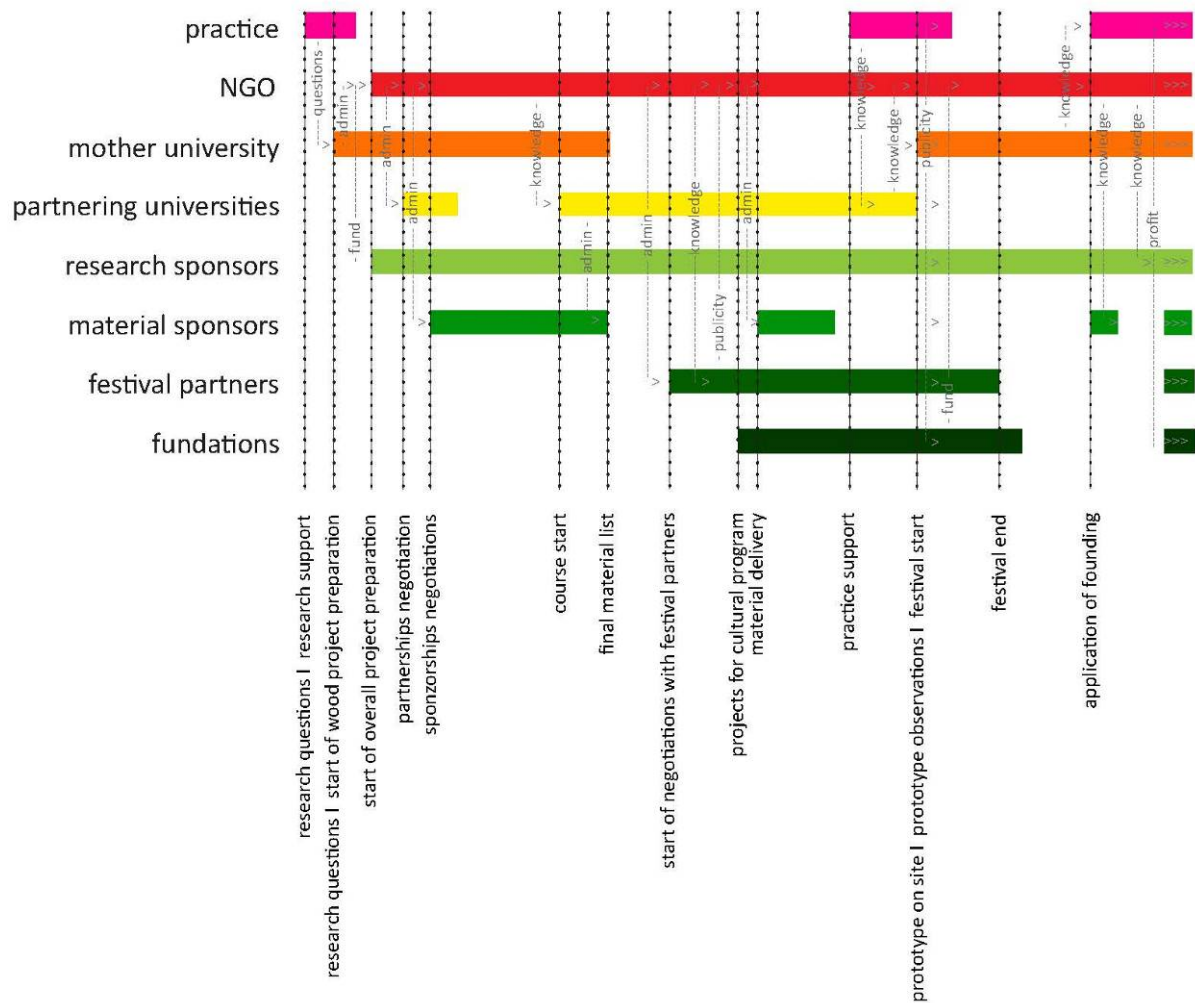 practice
NGO
mother university
partnering universities
research sponsors
material sponsors
festival partners
fundations
- questions -
- admin -
- fund
admin
admin
-- knowledge -
- admin -
admin
knowledge
- publicity
admin
knowledge -
- knowledge -
publicity
- fund
- knowledge ---
knowledge
knowledge -
profit
>>>
>>>
>>>
>>>
>>>
>>>
>>>
research questions I research support
research questions I start of wood project preparation
start of overall project preparation
partnerships negotiation
sponzorships negotiations
course start
final material list
start of negotiations with festival partners
projects for cultural program
material delivery
practice support
prototype on site I prototype observations I festival start
festival end
application of founding